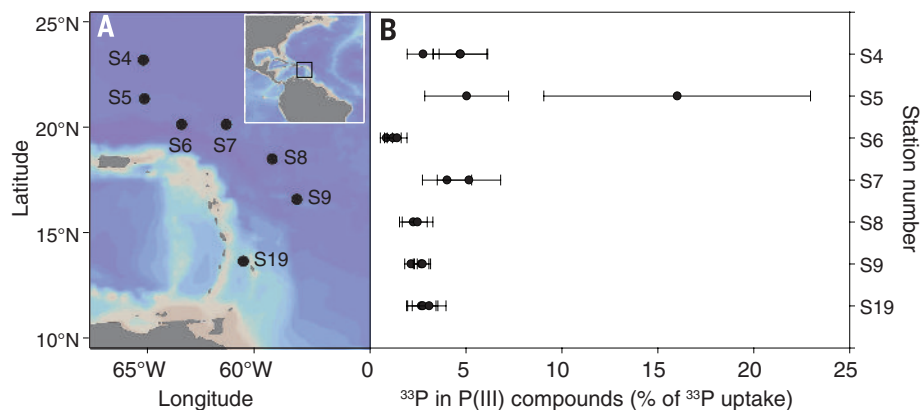 A
B
25°N
20°N
15°N
10°N
Latitude
S4
S5
S6
S7
S8
S9
S19
65°W
60°W
Longitude
S4
S5
S6
S7
S8
S9
S19
Station number
0
5
10
15
20
25
³³P in P(III) compounds (% of ³³P uptake)